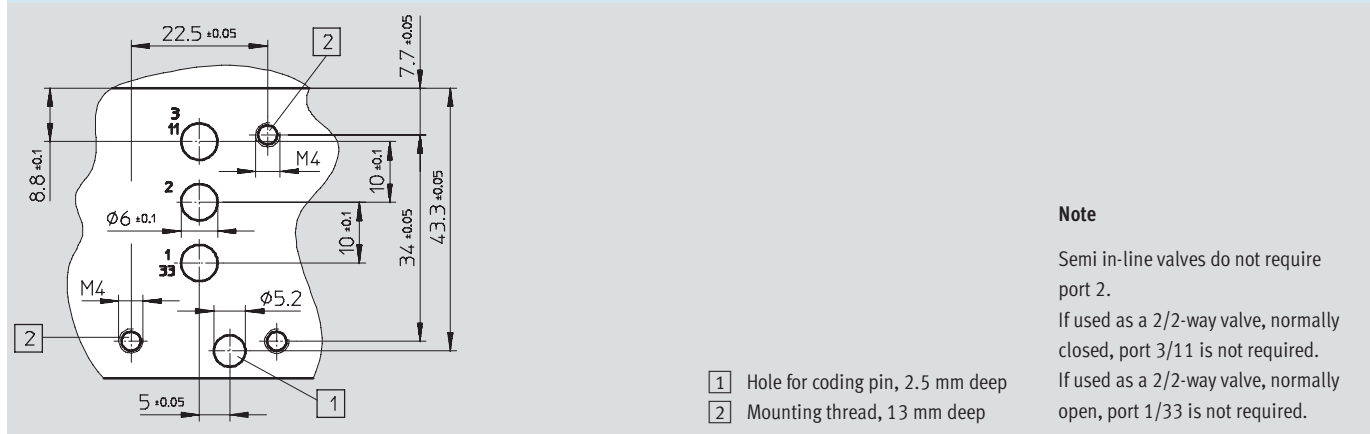 22.5 ±0.05
2
7.7 ±0.05
3
11
M4
8.8 ±0.1
10 ±0.1
2
Ø6 ±0.1
10 ±0.1
34 ±0.05
43.3 ±0.05
1
33
M4
Ø5.2
2
5 ±0.05
1
1 Hole for coding pin, 2.5 mm deep
2 Mounting thread, 13 mm deep
Note
Semi in-line valves do not require
port 2.
If used as a 2/2-way valve, normally
closed, port 3/11 is not required.
If used as a 2/2-way valve, normally
open, port 1/33 is not required.